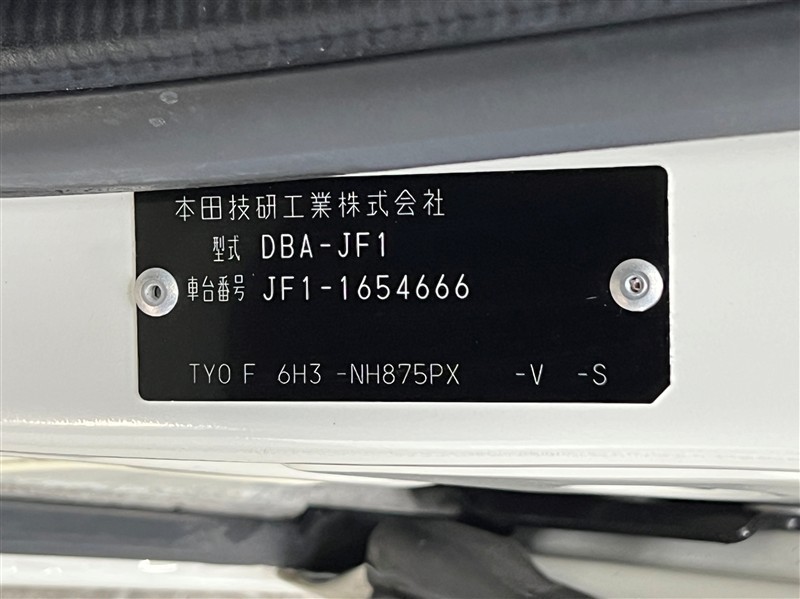 本田技研工業株式会社
型式 DBA-JF1
車台番号 JF1-1654666
TYO F 6H3 -NH875PX -V -S